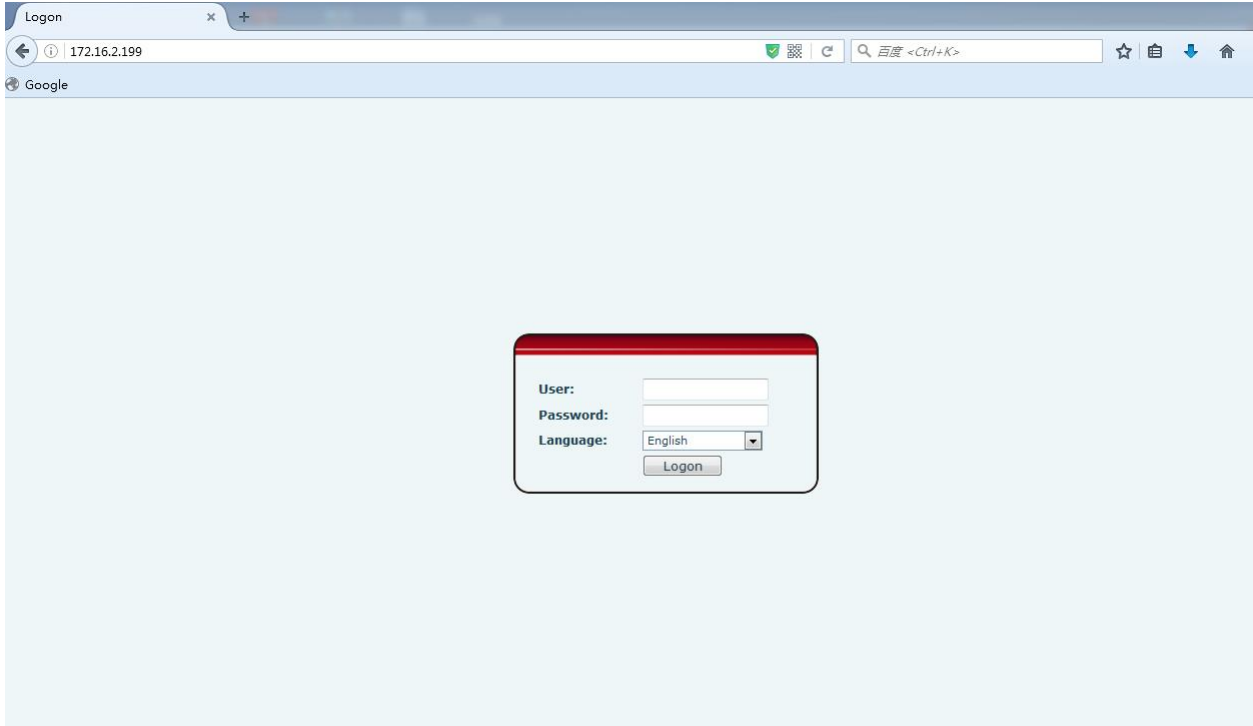 Logon
172.16.2.199
百度 <Ctrl+K>
Google
User:
Password:
Language: English
Logon